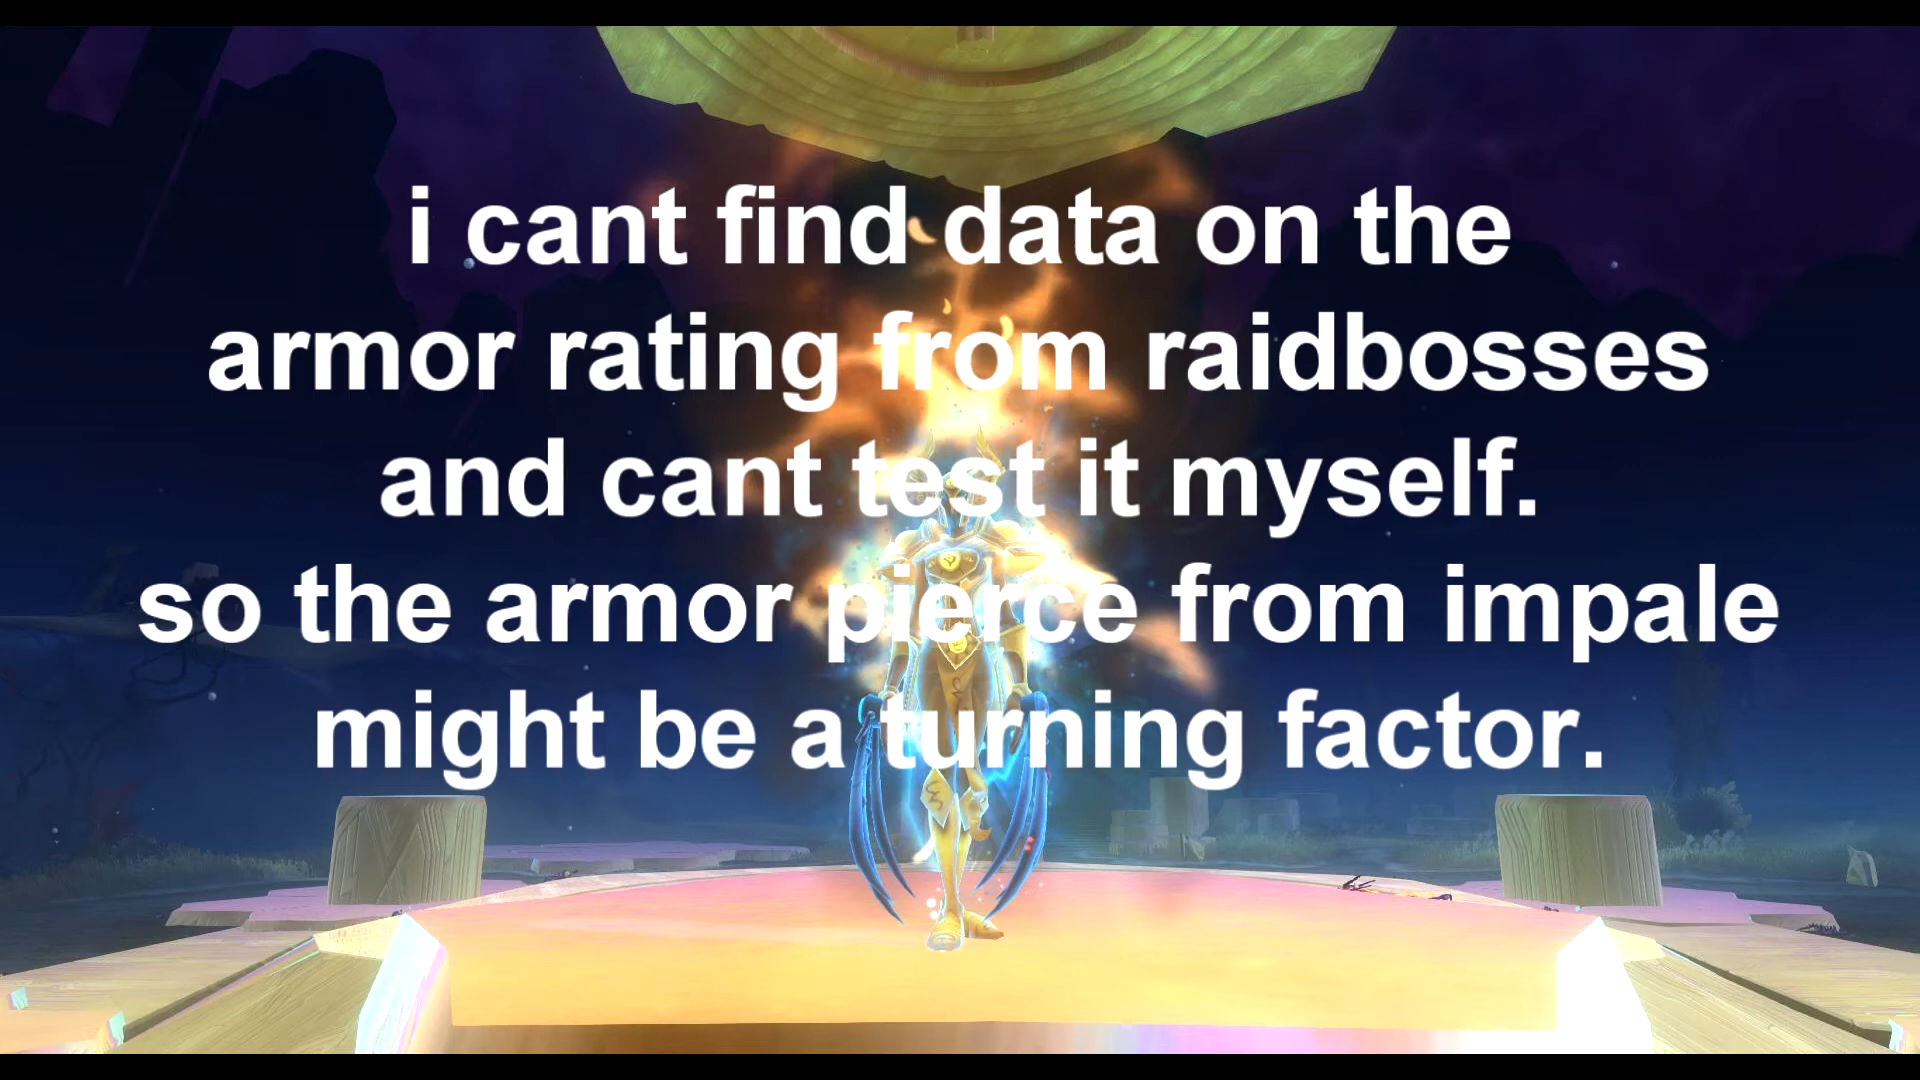 i cant find data on the
armor rating from raidbosses
and cant test it myself.
so the armor pierce from impale
might be a turning factor.